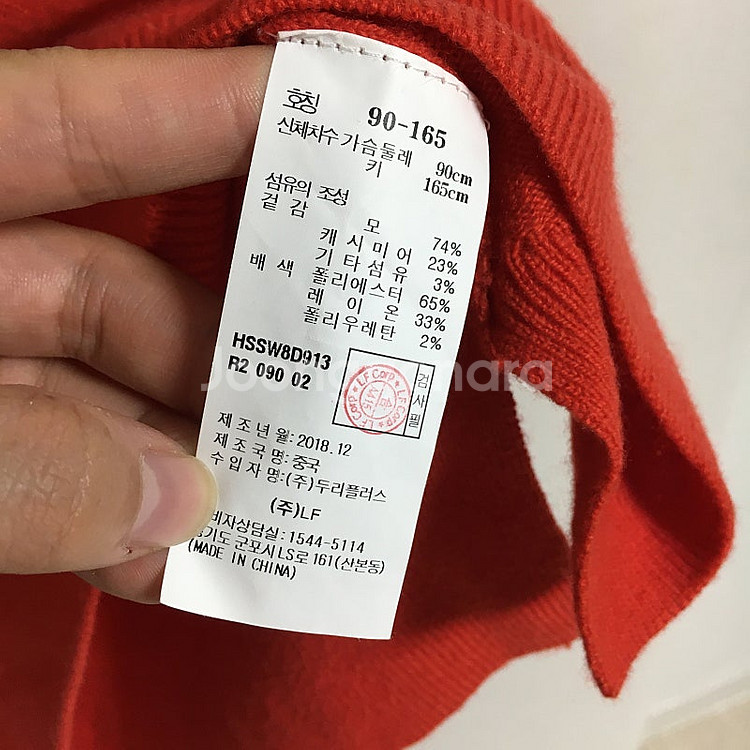 호칭 90-165
신체치수 가슴둘레 90cm
키 165cm
섬유의 조성
겉감 모 74%
캐시미어 23%
기타섬유 3%
배색 폴리에스터 65%
레이온 33%
폴리우레탄 2%
HSSW8D913
R2 090 02
LF Corp LF Corp
검사필
제조년월: 2018.12
제조국명: 중국
수입자명: (주)두리플러스
(주)LF
비자상담실: 1544-5114
기도 군포시 LS로 161(산본동)
(MADE IN CHINA)